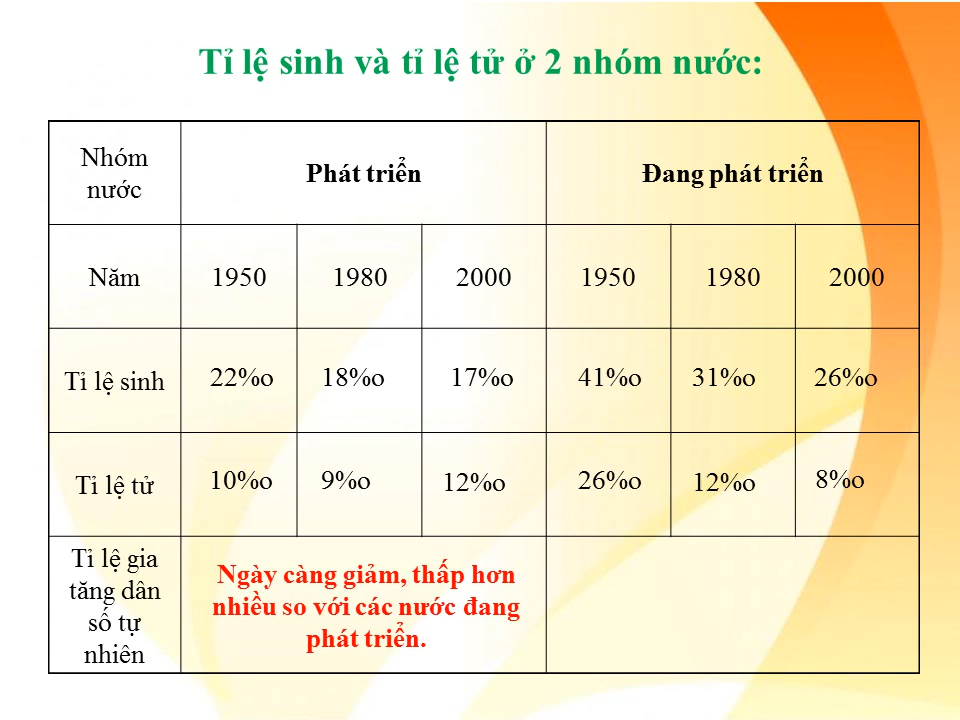 Tỉ lệ sinh và tỉ lệ tử ở 2 nhóm nước:
Nhóm
nước
Phát triển
Đang phát triển
Năm
1950
1980
2000
1950
1980
2000
Tỉ lệ sinh
22%o
18%o
17%o
41%o
31%o
26%o
Tỉ lệ tử
10%o
9%o
12%o
26%o
12%o
8%o
Tỉ lệ gia
tăng dân
số tự
nhiên
Ngày càng giảm, thấp hơn
nhiều so với các nước đang
phát triển.